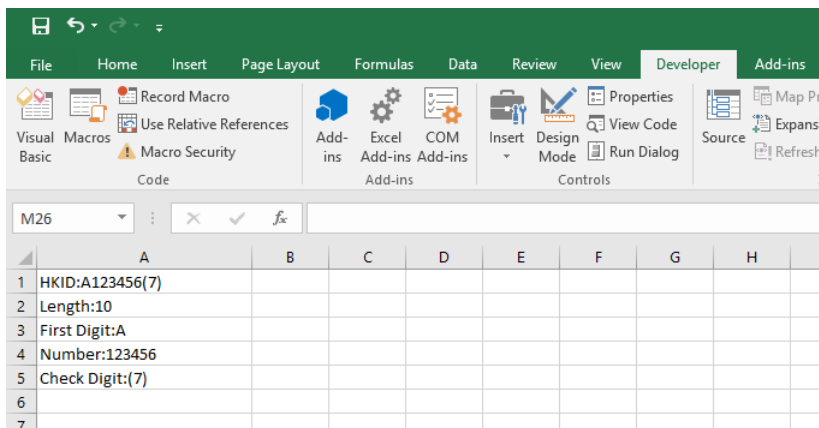 File Home Insert Page Layout Formulas Data Review View Developer Add-ins
Visual Basic
Macros
Record Macro
Use Relative References
Macro Security
Code
Add-ins
Excel Add-ins
COM Add-ins
Add-ins
Insert
Design Mode
Properties
View Code
Run Dialog
Controls
Source
Map Pr
Expans
Refresh
M26
fx
A B C D E F G H
1 HKID:A123456(7)
2 Length:10
3 First Digit:A
4 Number:123456
5 Check Digit:(7)
6
7